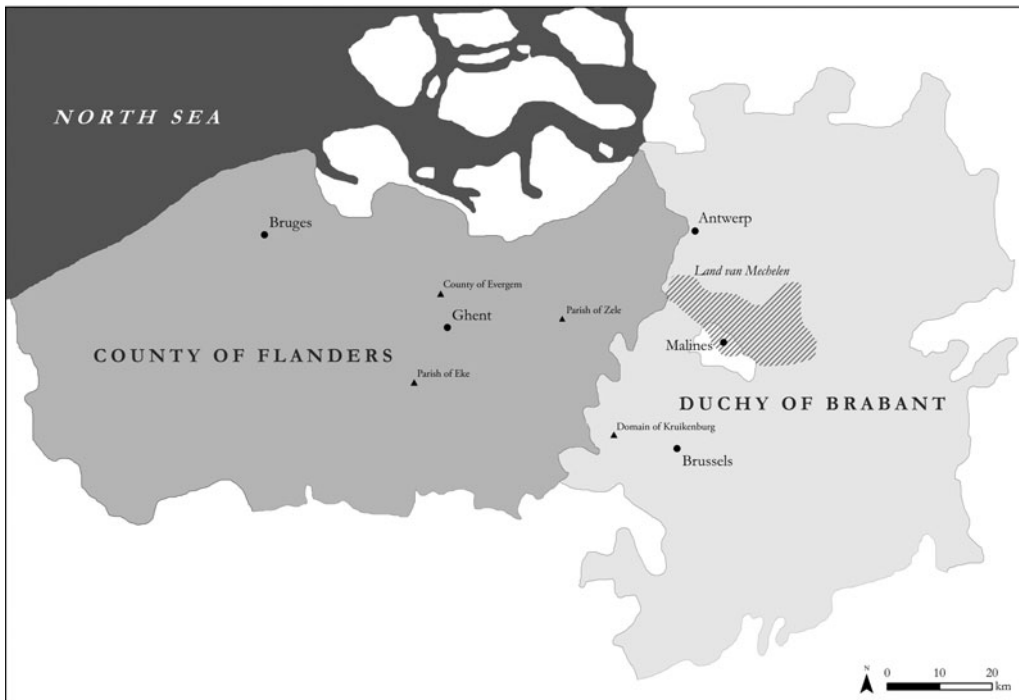 NORTH SEA
Bruges
Antwerp
Land van Mechelen
County of Evergem
Parish of Zele
Ghent
Malines
COUNTY OF FLANDERS
Parish of Eke
DUCHY OF BRABANT
Domain of Kruikenburg
Brussels
N
0 10 20
km